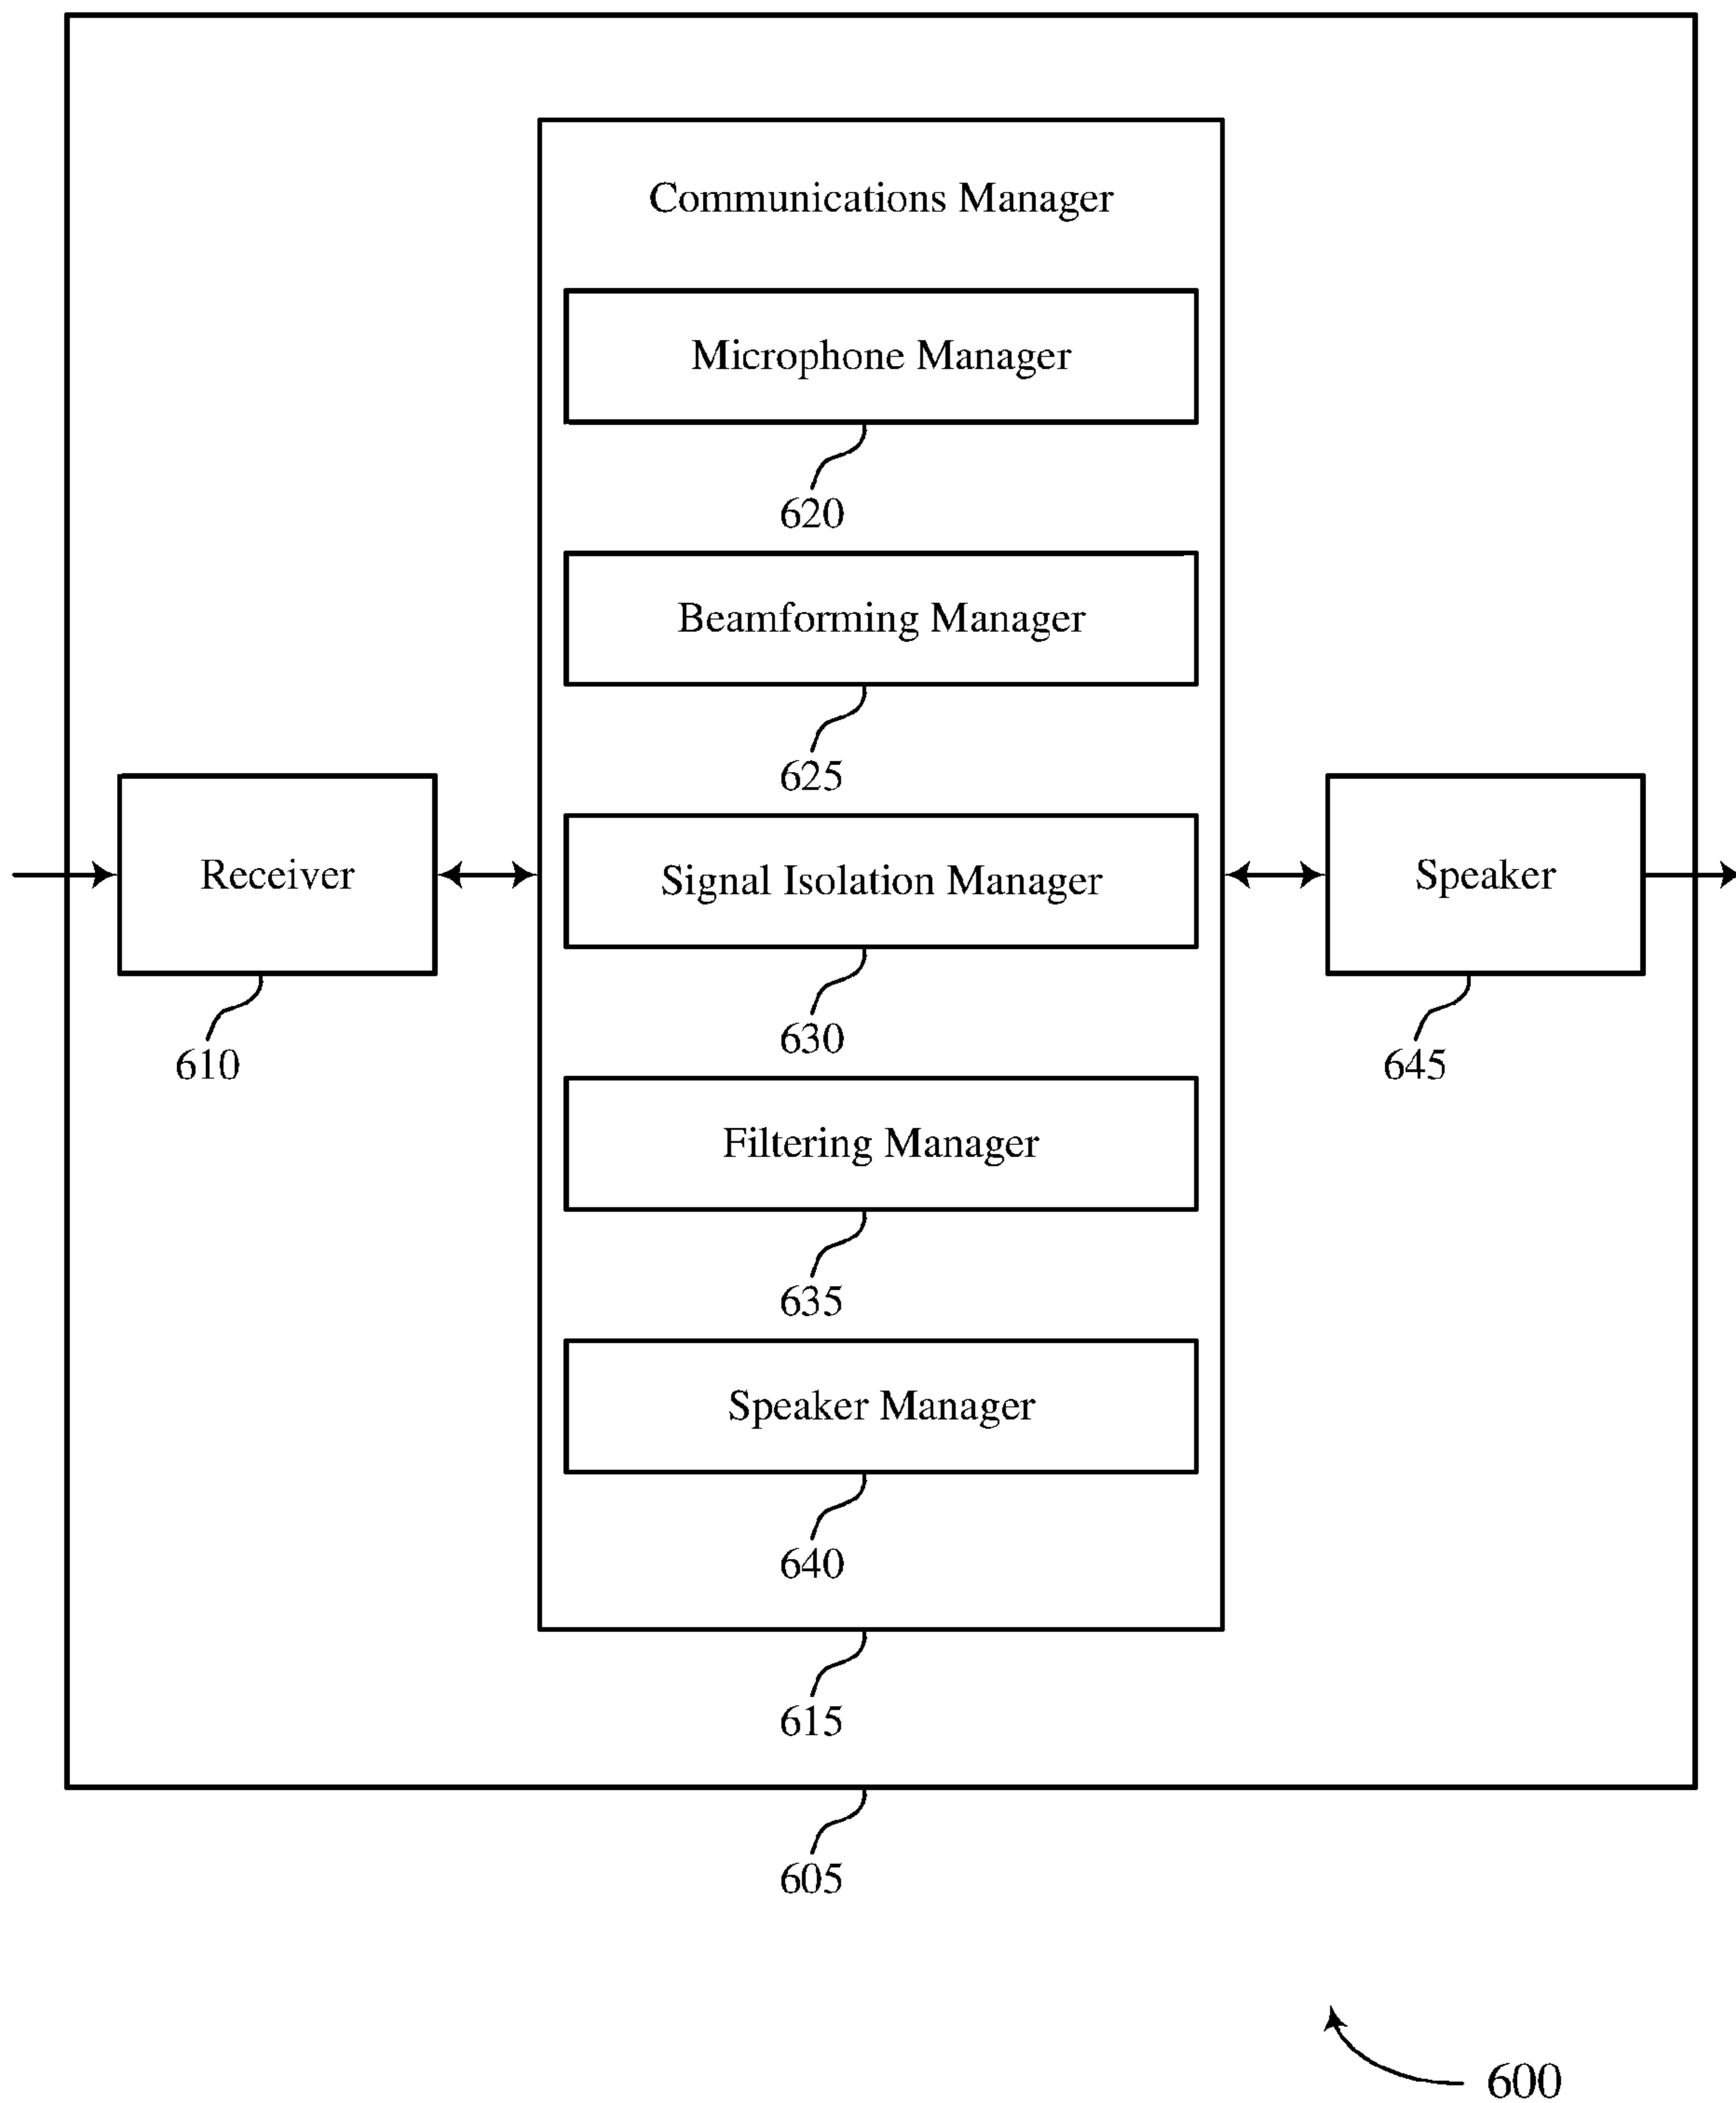 Communications Manager
Microphone Manager
620
Beamforming Manager
625
Receiver
610
Signal Isolation Manager
630
Speaker
645
Filtering Manager
635
Speaker Manager
640
615
605
600